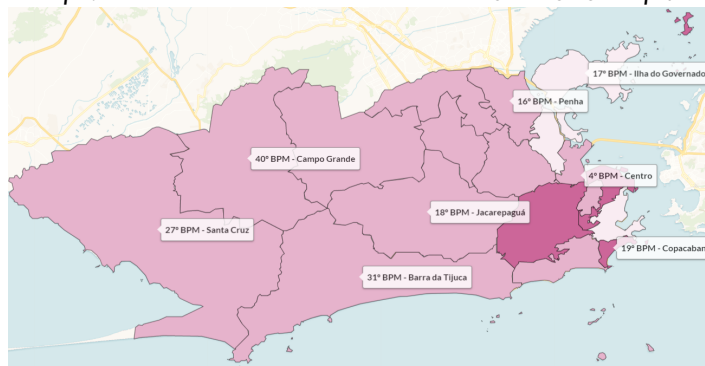 17º BPM - Ilha do Governado
16º BPM - Penha
40º BPM - Campo Grande
4º BPM - Centro
18º BPM - Jacarepaguá
27º BPM - Santa Cruz
19º BPM - Copacaban
31º BPM - Barra da Tijuca